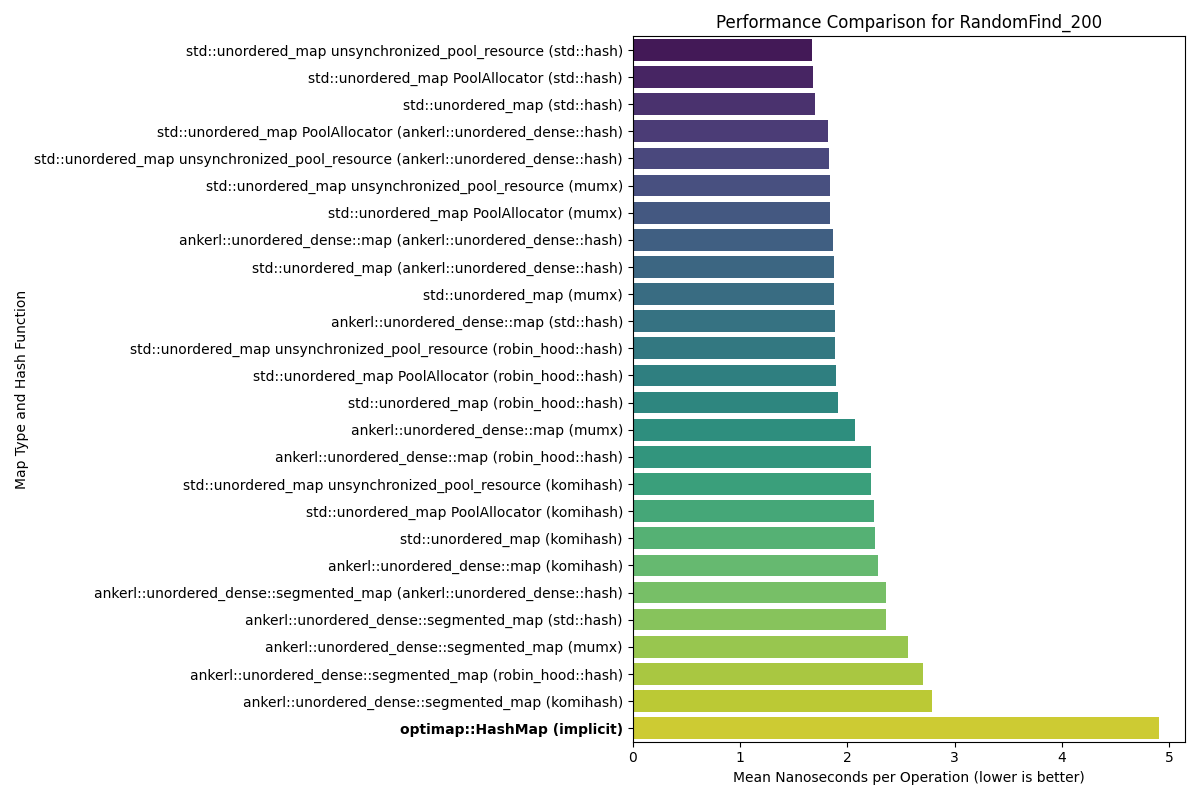 Performance Comparison for RandomFind_200
Map Type and Hash Function
std::unordered_map unsynchronized_pool_resource (std::hash)
std::unordered_map PoolAllocator (std::hash)
std::unordered_map (std::hash)
std::unordered_map PoolAllocator (ankerl::unordered_dense::hash)
std::unordered_map unsynchronized_pool_resource (ankerl::unordered_dense::hash)
std::unordered_map unsynchronized_pool_resource (mumx)
std::unordered_map PoolAllocator (mumx)
ankerl::unordered_dense::map (ankerl::unordered_dense::hash)
std::unordered_map (ankerl::unordered_dense::hash)
std::unordered_map (mumx)
ankerl::unordered_dense::map (std::hash)
std::unordered_map unsynchronized_pool_resource (robin_hood::hash)
std::unordered_map PoolAllocator (robin_hood::hash)
std::unordered_map (robin_hood::hash)
ankerl::unordered_dense::map (mumx)
ankerl::unordered_dense::map (robin_hood::hash)
std::unordered_map unsynchronized_pool_resource (komihash)
std::unordered_map PoolAllocator (komihash)
std::unordered_map (komihash)
ankerl::unordered_dense::map (komihash)
ankerl::unordered_dense::segmented_map (ankerl::unordered_dense::hash)
ankerl::unordered_dense::segmented_map (std::hash)
ankerl::unordered_dense::segmented_map (mumx)
ankerl::unordered_dense::segmented_map (robin_hood::hash)
ankerl::unordered_dense::segmented_map (komihash)
optimap::HashMap (implicit)
0 1 2 3 4 5
Mean Nanoseconds per Operation (lower is better)